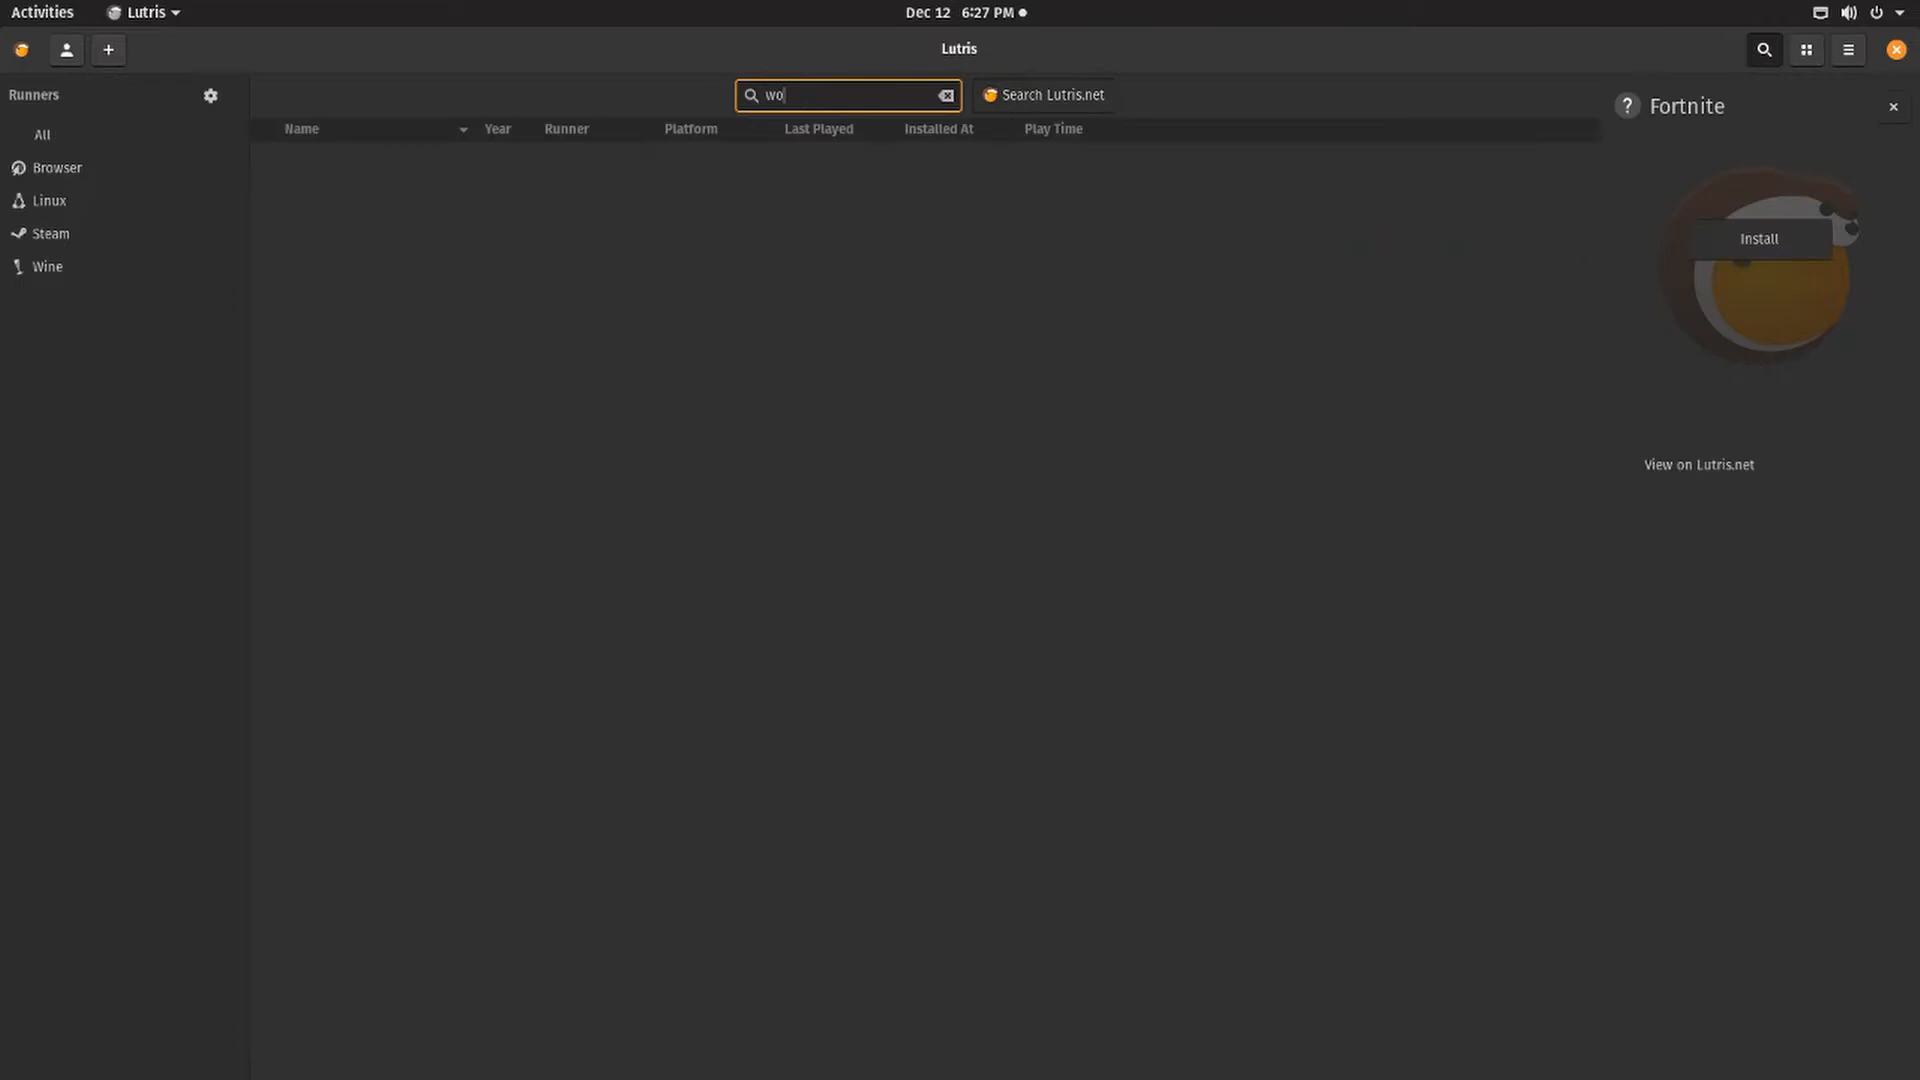 Activities Lutris Dec 12 6:27 PM
Lutris
Runners
All
Browser
Linux
Steam
Wine
wo
Search Lutris.net
Name Year Runner Platform Last Played Installed At Play Time
? Fortnite
Install
View on Lutris.net